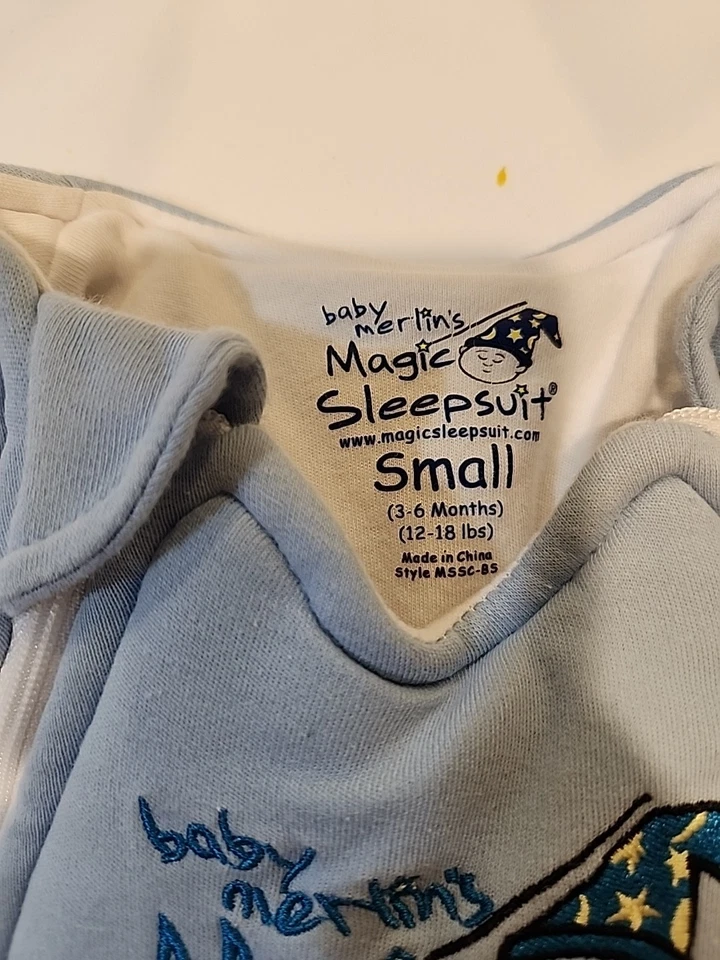 baby
merlin's
Magic
Sleepsuit®
www.magicsleepsuit.com
Small
(3-6 Months)
(12-18 lbs)
Made in China
Style MSSC-BS
baby
merlin's